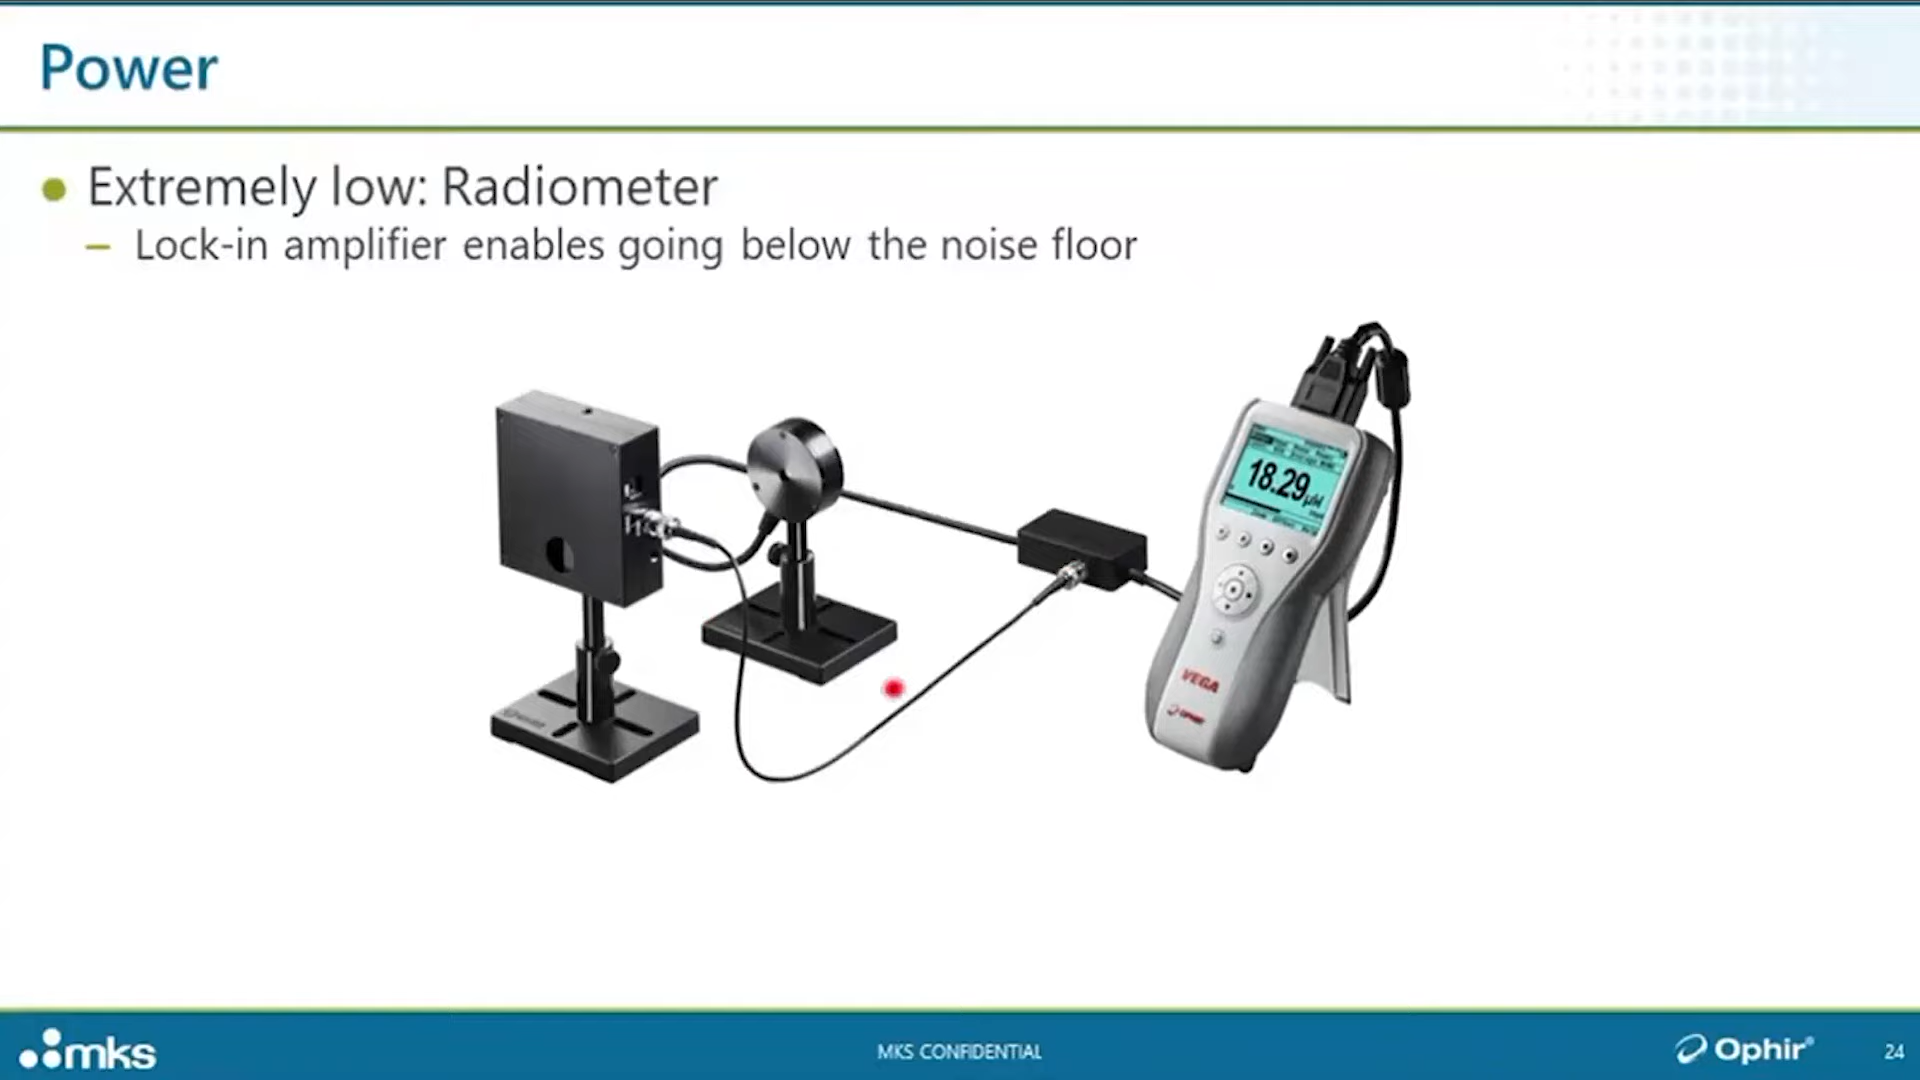 Power
Extremely low: Radiometer
– Lock-in amplifier enables going below the noise floor
18.29
VEGA
OPHIR
mks
MKS CONFIDENTIAL
Ophir®
24